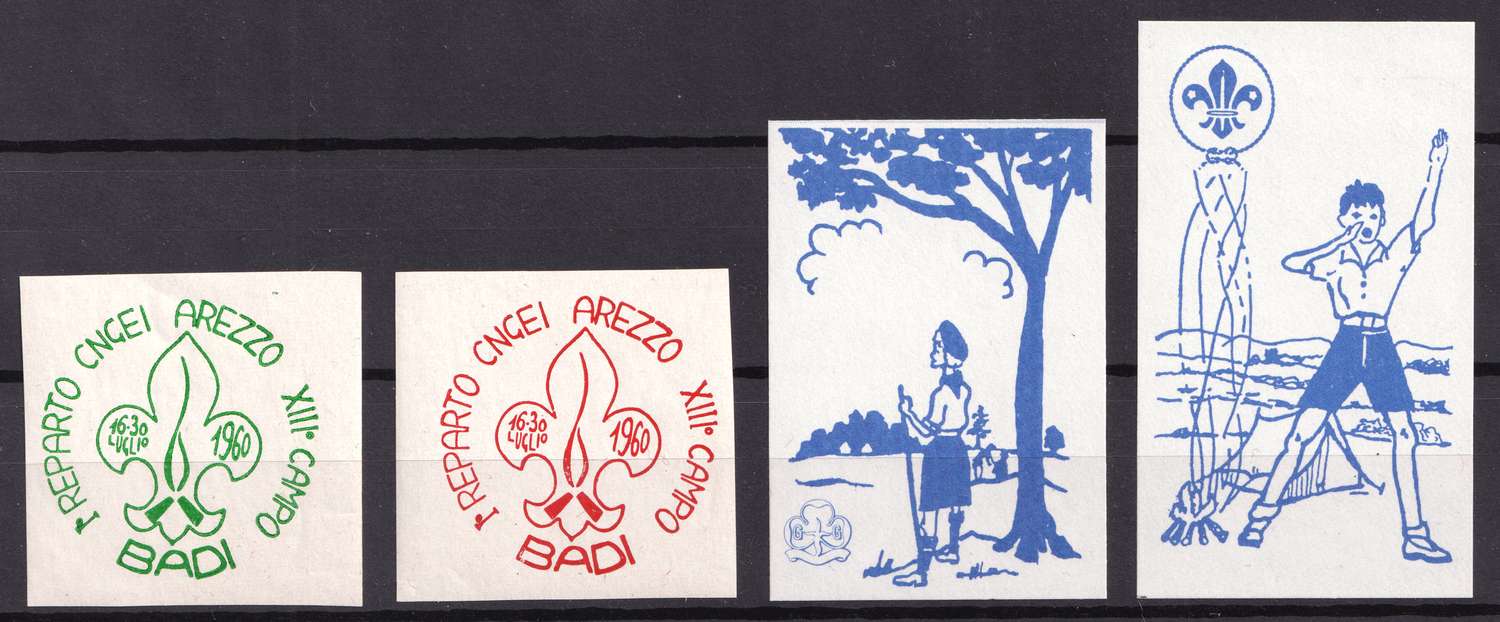 1° REPARTO CNGEI AREZZO XIII° CAMPO
16-30
LUGLIO
1960
BADI
1° REPARTO CNGEI AREZZO XIII° CAMPO
16-30
LUGLIO
1960
BADI
G G